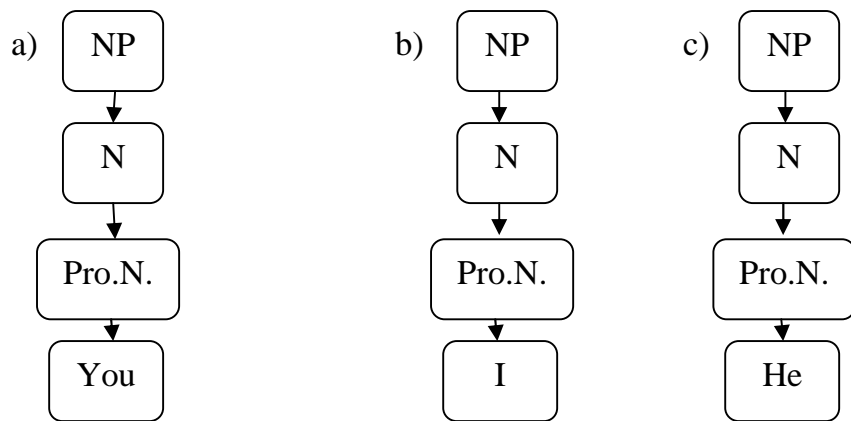 a) NP b) NP c) NP
N N N
Pro.N. Pro.N. Pro.N.
You I He